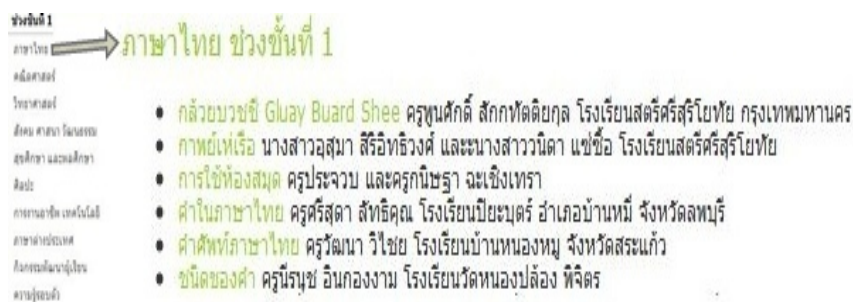 ช่วงชั้นที่ 1
ภาษาไทย
คณิตศาสตร์
วิทยาศาสตร์
สังคม ศาสนา วัฒนธรรม
สุขศึกษา และพลศึกษา
ศิลปะ
การงานอาชีพ เทคโนโลยี
ภาษาต่างประเทศ
กิจกรรมพัฒนาผู้เรียน
ความรู้รอบตัว
ภาษาไทย ช่วงชั้นที่ 1
กล้วยบวชชี Gluay Buard Shee ครูพูนศักดิ์ สักกทัตติยกุล โรงเรียนสตรีศรีสุริโยทัย กรุงเทพมหานคร
กาพย์เห่เรือ นางสาวอุสุมา สิริอิทธิวงศ์ และะนางสาววนิดา แซ่ซื้อ โรงเรียนสตรีศรีสุริโยทัย
การใช้ห้องสมุด ครูประจวบ และครูกนิษฐา ฉะเชิงเทรา
คำในภาษาไทย ครูศรีสุดา ลัทธิคุณ โรงเรียนปิยะบุตร์ อำเภอบ้านหมี่ จังหวัดลพบุรี
คำศัพท์ภาษาไทย ครูวัฒนา วิไชย โรงเรียนบ้านหนองหมู จังหวัดสระแก้ว
ชนิดของคำ ครูนีรนุช อินกองงาม โรงเรียนวัดหนองปล้อง พิจิตร